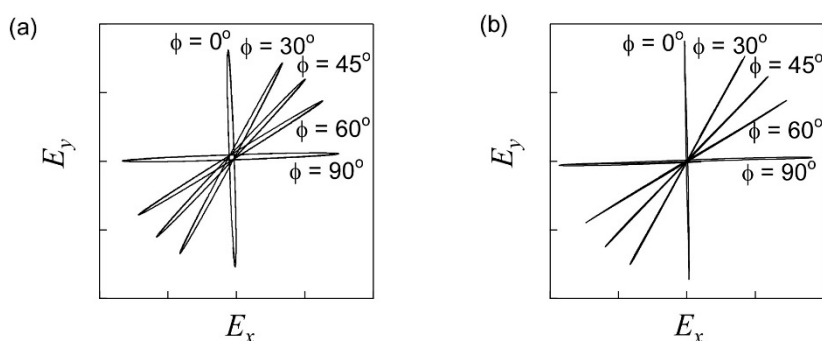 (a)
ϕ = 0°
ϕ = 30°
ϕ = 45°
ϕ = 60°
ϕ = 90°
E_y
E_x
(b)
ϕ = 0°
ϕ = 30°
ϕ = 45°
ϕ = 60°
ϕ = 90°
E_y
E_x